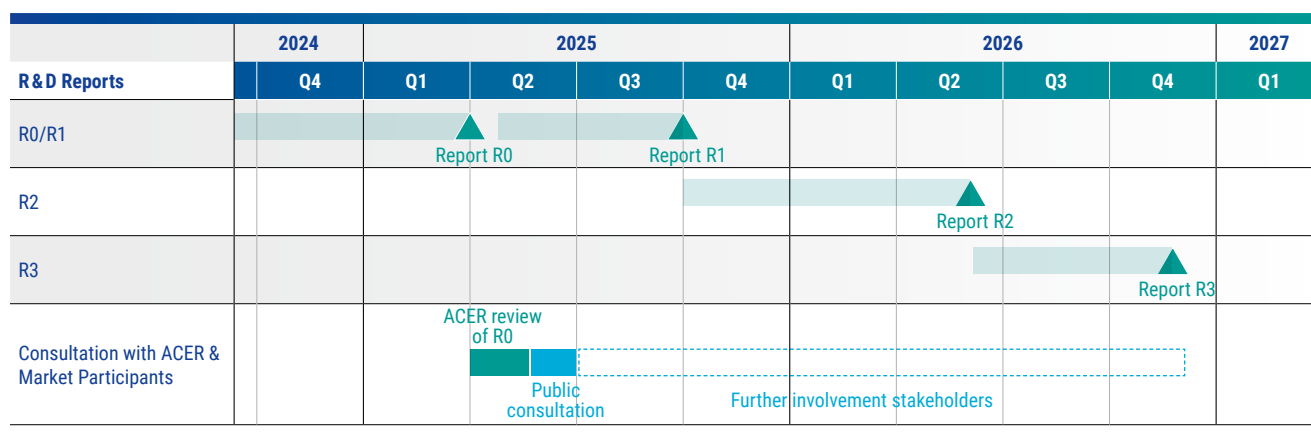 2024 2025 2026 2027
R&D Reports Q4 Q1 Q2 Q3 Q4 Q1 Q2 Q3 Q4 Q1
R0/R1
Report R0 Report R1
R2
Report R2
R3
Report R3
ACER review
of R0
Consultation with ACER &
Market Participants
Public
consultation
Further involvement stakeholders